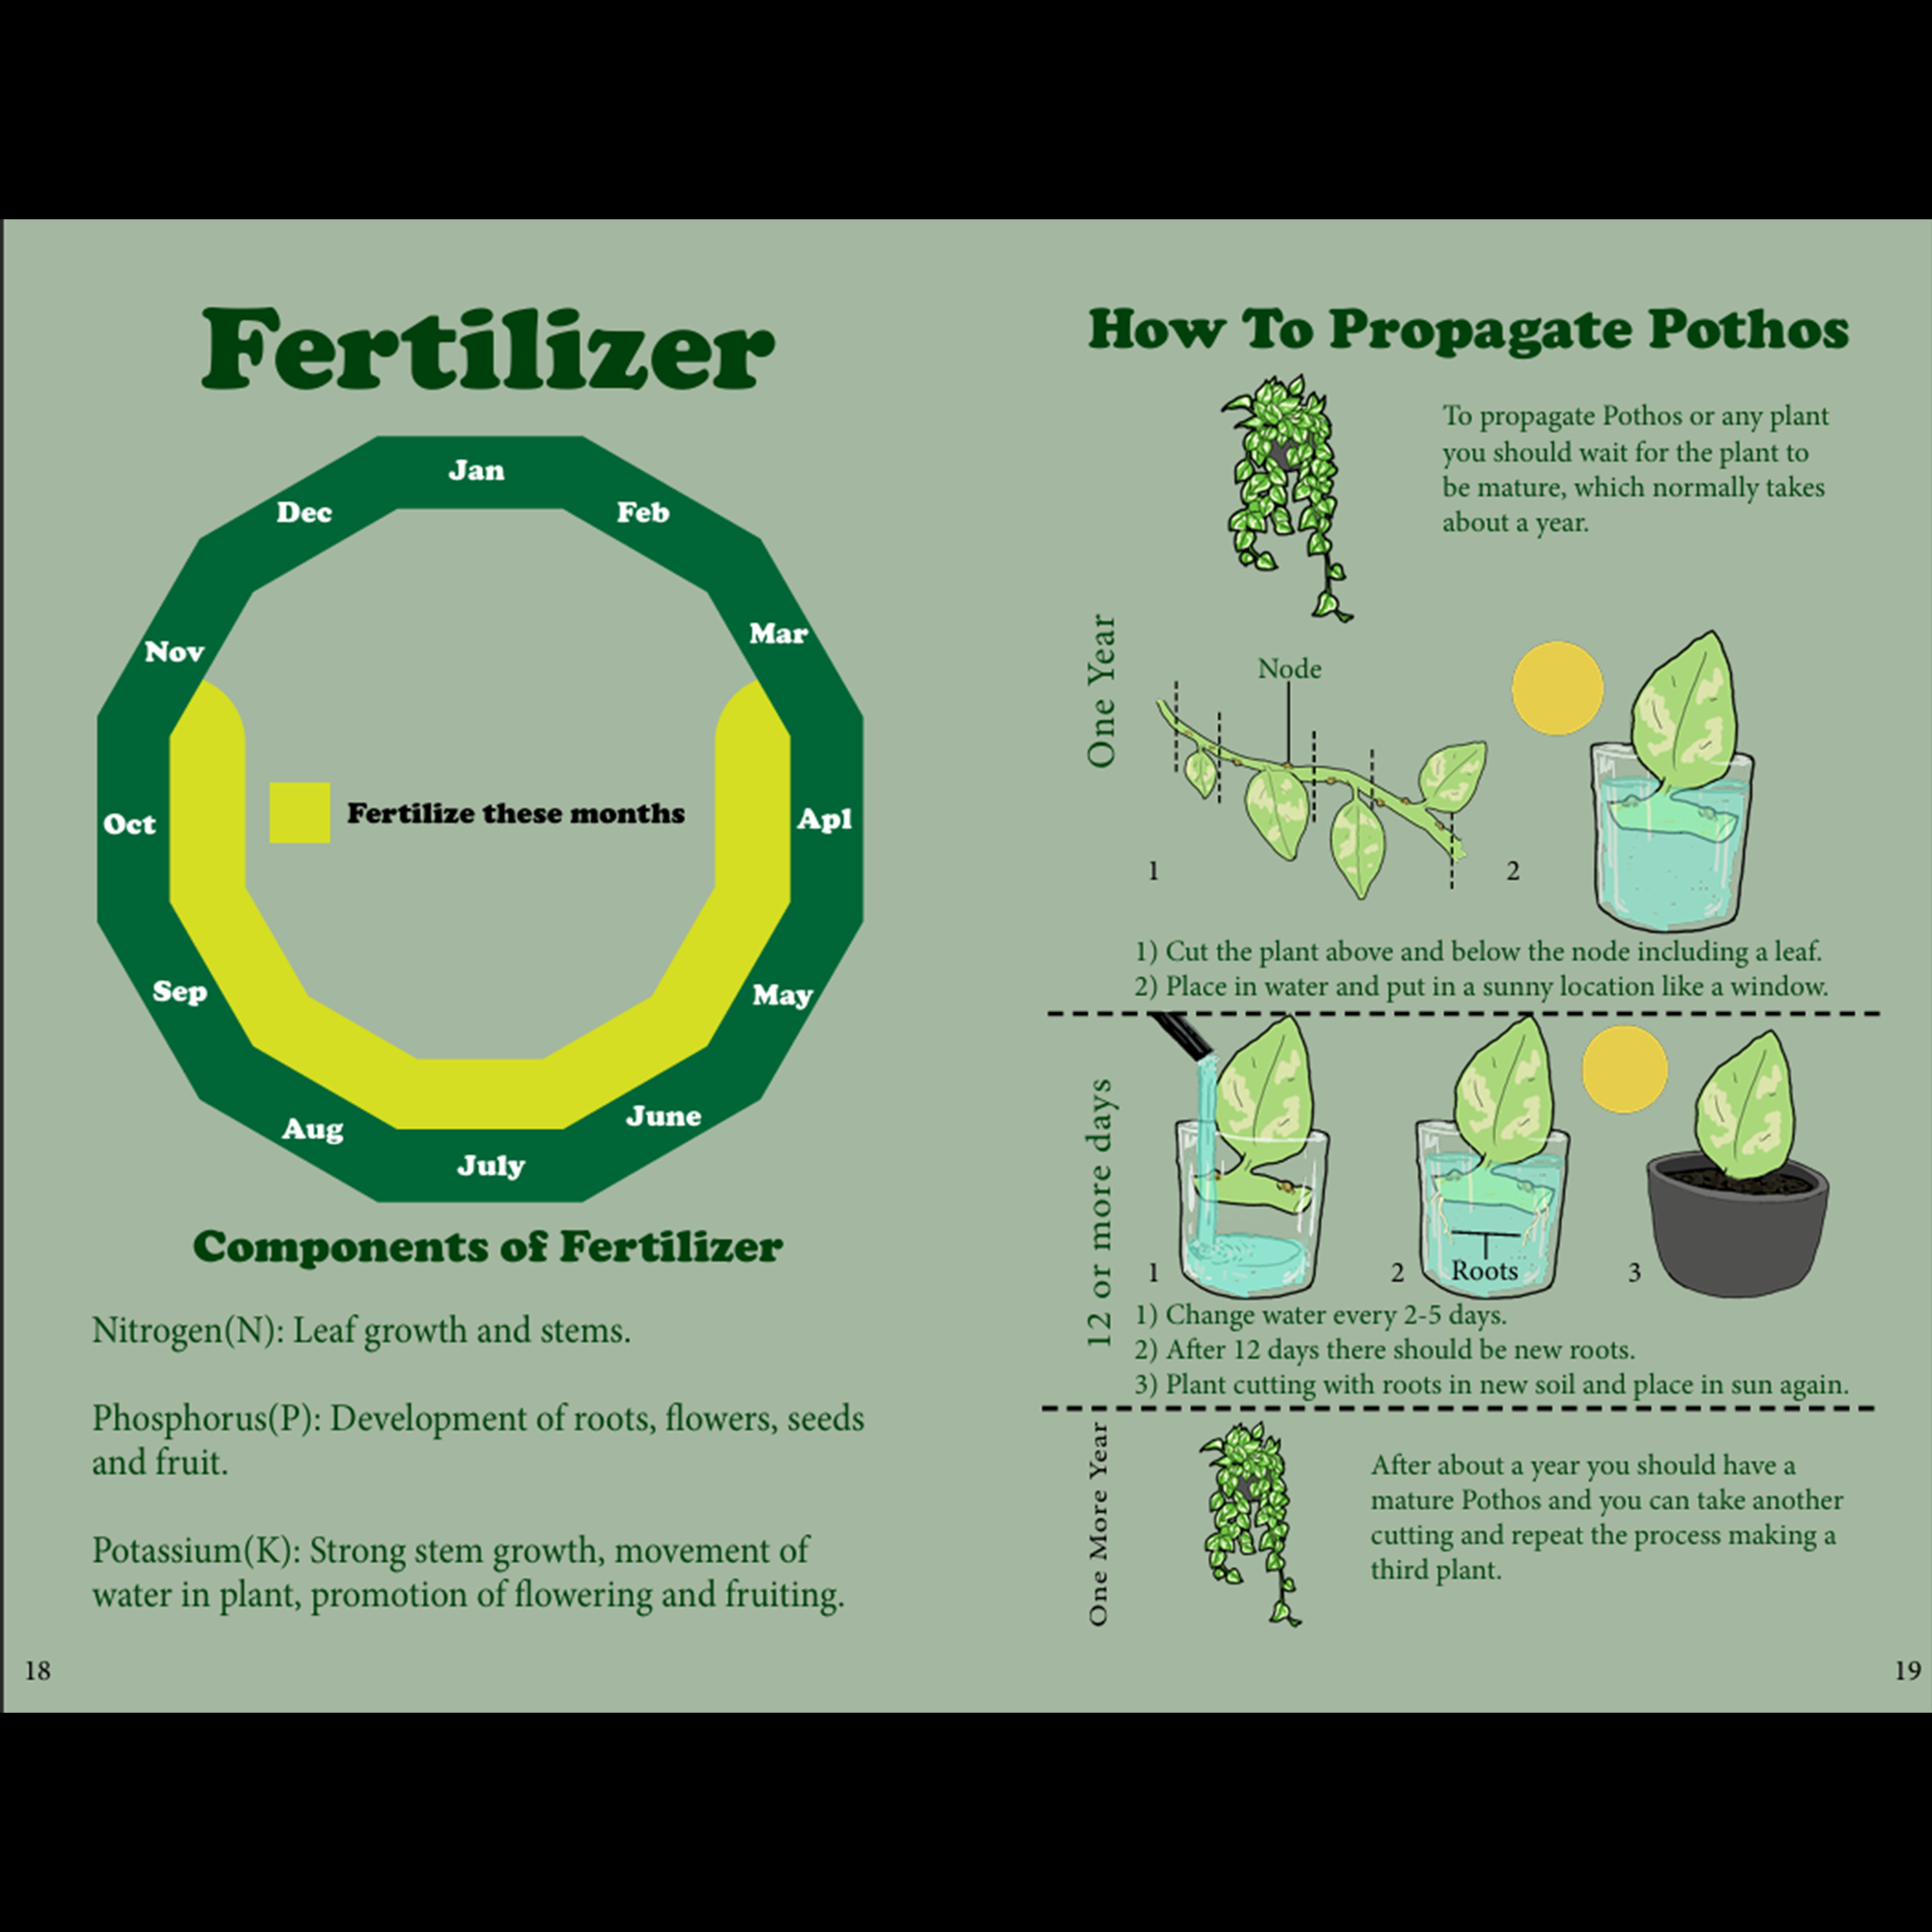 Fertilizer
Jan
Feb
Mar
Apl
May
June
July
Aug
Sep
Oct
Nov
Dec
Fertilize these months
Components of Fertilizer
Nitrogen(N): Leaf growth and stems.
Phosphorus(P): Development of roots, flowers, seeds
and fruit.
Potassium(K): Strong stem growth, movement of
water in plant, promotion of flowering and fruiting.
18
How To Propagate Pothos
To propagate Pothos or any plant
you should wait for the plant to
be mature, which normally takes
about a year.
One Year
Node
1
2
1) Cut the plant above and below the node including a leaf.
2) Place in water and put in a sunny location like a window.
12 or more days
1
2
Roots
3
1) Change water every 2-5 days.
2) After 12 days there should be new roots.
3) Plant cutting with roots in new soil and place in sun again.
One More Year
After about a year you should have a
mature Pothos and you can take another
cutting and repeat the process making a
third plant.
19